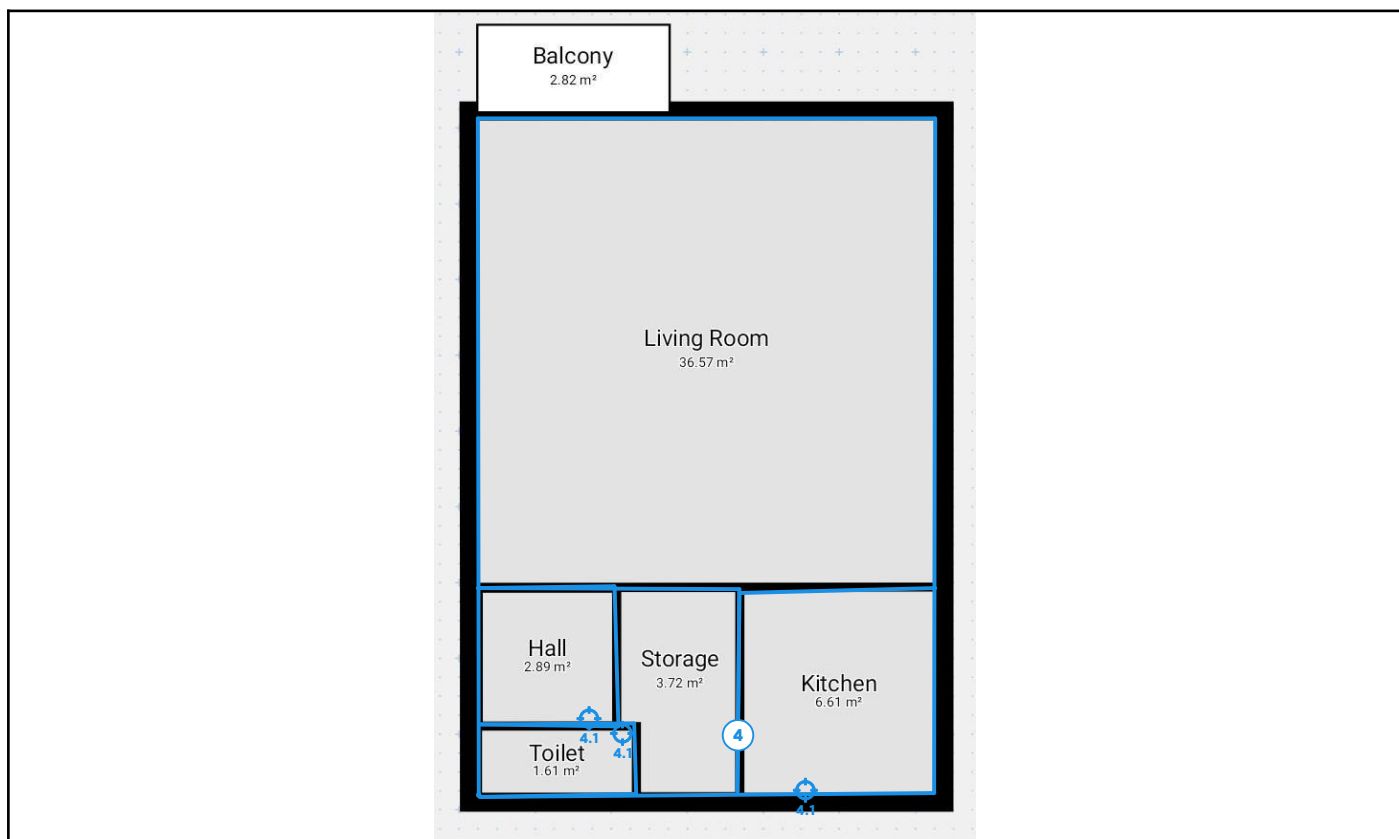 Balcony
2.82 m²
Living Room
36.57 m²
Hall
2.89 m²
Storage
3.72 m²
Kitchen
6.61 m²
4.1
4.1
4
Toilet
1.61 m²
4.1